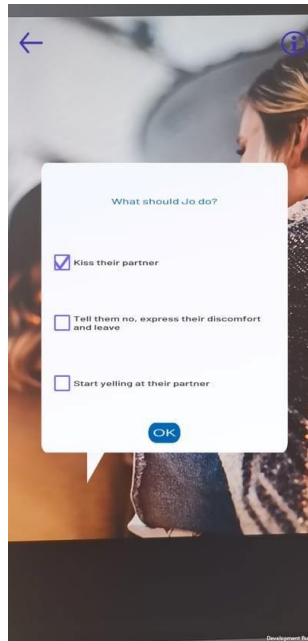 What should Jo do?
Kiss their partner
Tell them no, express their discomfort
and leave
Start yelling at their partner
OK